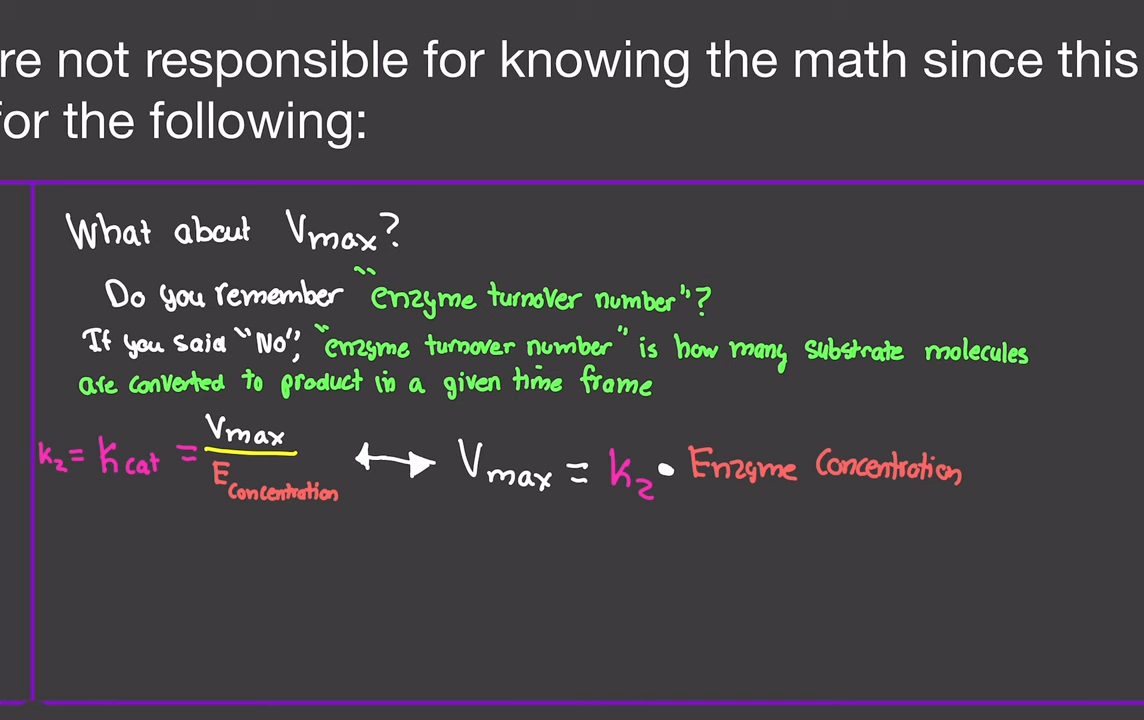 re not responsible for knowing the math since this
for the following:
What about Vmax?
Do you remember "enzyme turnover number"?
If you said "No", "enzyme turnover number" is how many substrate molecules
are converted to product in a given time frame
k2 = Kcat = Vmax / E concentration ↔ Vmax = k2 • Enzyme Concentration